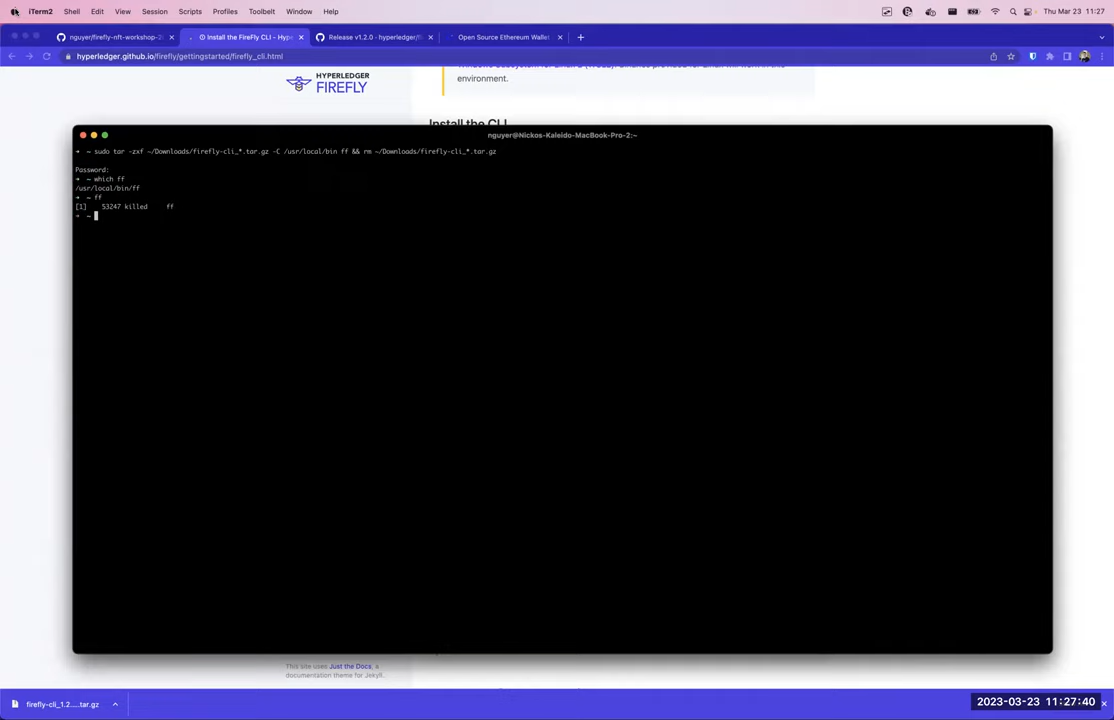 iTerm2 Shell Edit View Session Scripts Profiles Toolbelt Window Help Thu Mar 23 11:27
nguyer/firefly-nft-workshop-2 Install the FireFly CLI - Hype Release v1.2.0 · hyperledger/fi Open Source Ethereum Wallet
hyperledger.github.io/firefly/gettingstarted/firefly_cli.html
HYPERLEDGER
FIREFLY
environment.
Install the CLI
nguyer@Nickos-Kaleido-MacBook-Pro-2:~
➜ ~ sudo tar -zxf ~/Downloads/firefly-cli_*.tar.gz -C /usr/local/bin ff && rm ~/Downloads/firefly-cli_*.tar.gz
Password:
➜ ~ which ff
/usr/local/bin/ff
➜ ~ ff
[1] 53247 killed ff
➜ ~
This site uses Just the Docs, a
documentation theme for Jekyll.
firefly-cli_1.2....tar.gz
2023-03-23 11:27:40